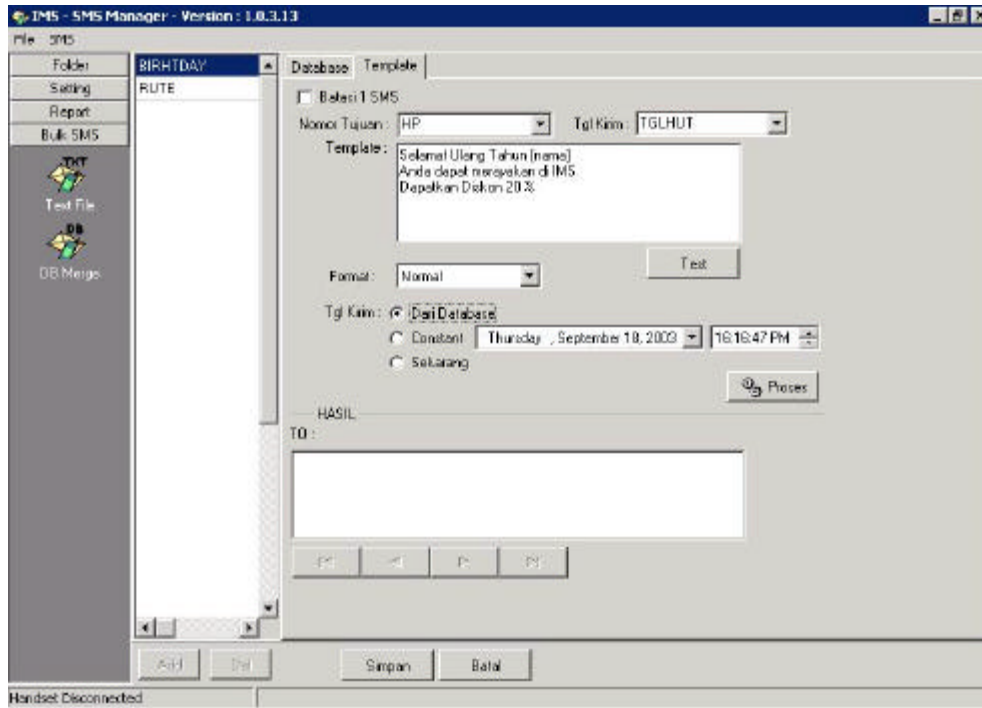 IMS - SMS Manager - Version : 1.0.3.13
File SMS
Folder
Setting
Report
Bulk SMS
TXT
Text File
DB
DB Merge
BIRHTDAY
RUTE
Database Template
Batasi 1 SMS
Nomor Tujuan : HP Tgl Kirim : TGLHUT
Template :
Selamat Ulang Tahun [nama]
Anda dapat merayakan di IMS
Dapatkan Diskon 20 %
Test
Format : Normal
Tgl Kirim : Dari Database
Constant Thursday , September 18, 2003 16:16:47 PM
Sekarang
Proses
HASIL
TO :
Add Del Simpan Batal
Handset Disconnected